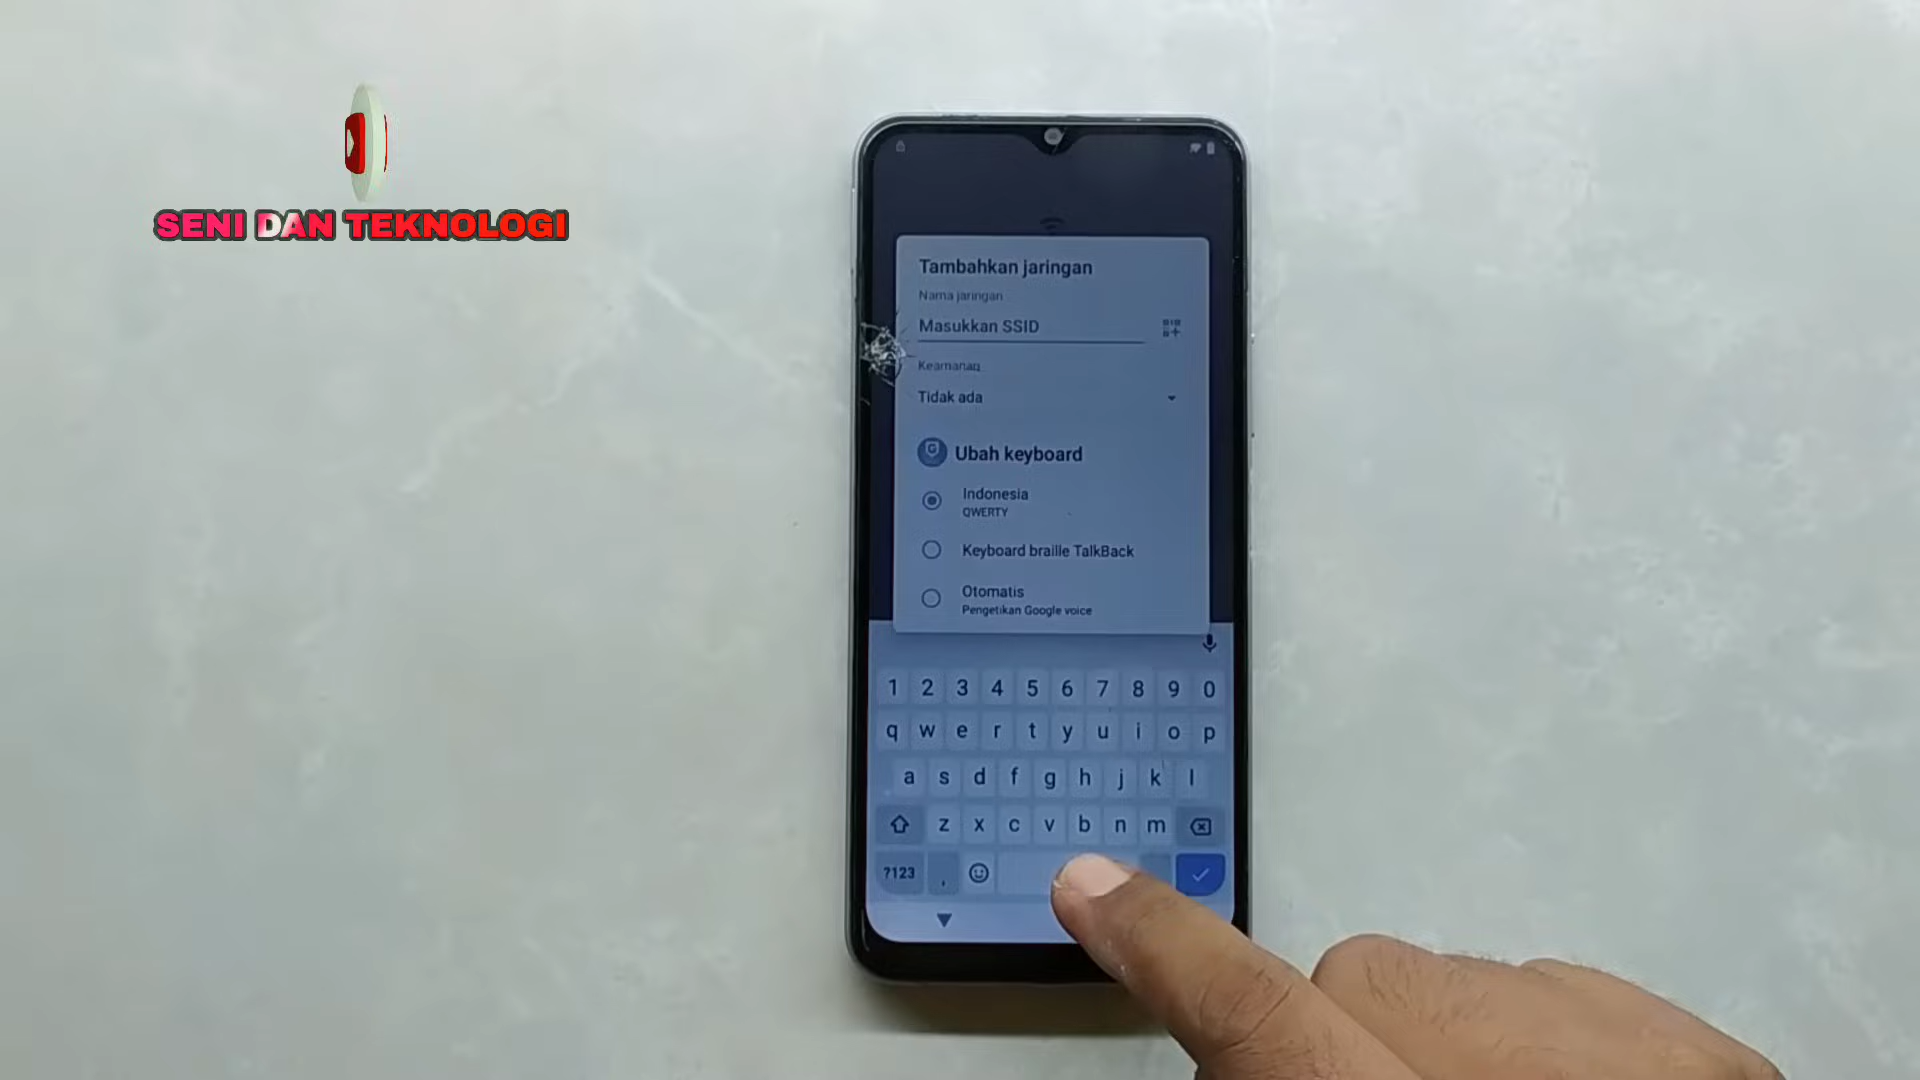 SENI DAN TEKNOLOGI
Tambahkan jaringan
Nama jaringan
Masukkan SSID
Keamanan
Tidak ada
Ubah keyboard
Indonesia
QWERTY
Keyboard braille TalkBack
Otomatis
Pengetikan Google voice
1 2 3 4 5 6 7 8 9 0
q w e r t y u i o p
a s d f g h j k l
z x c v b n m
?123 ,